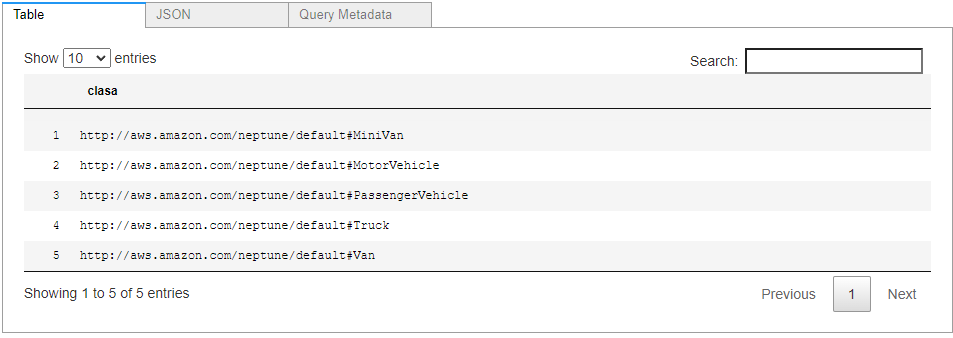 Table JSON Query Metadata
Show 10 entries Search:
clasa
1 http://aws.amazon.com/neptune/default#MiniVan
2 http://aws.amazon.com/neptune/default#MotorVehicle
3 http://aws.amazon.com/neptune/default#PassengerVehicle
4 http://aws.amazon.com/neptune/default#Truck
5 http://aws.amazon.com/neptune/default#Van
Showing 1 to 5 of 5 entries Previous 1 Next